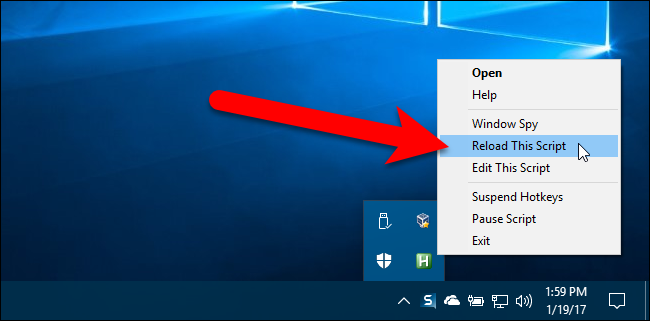 Open
Help
Window Spy
Reload This Script
Edit This Script
Suspend Hotkeys
Pause Script
Exit
H
S
1:59 PM
1/19/17